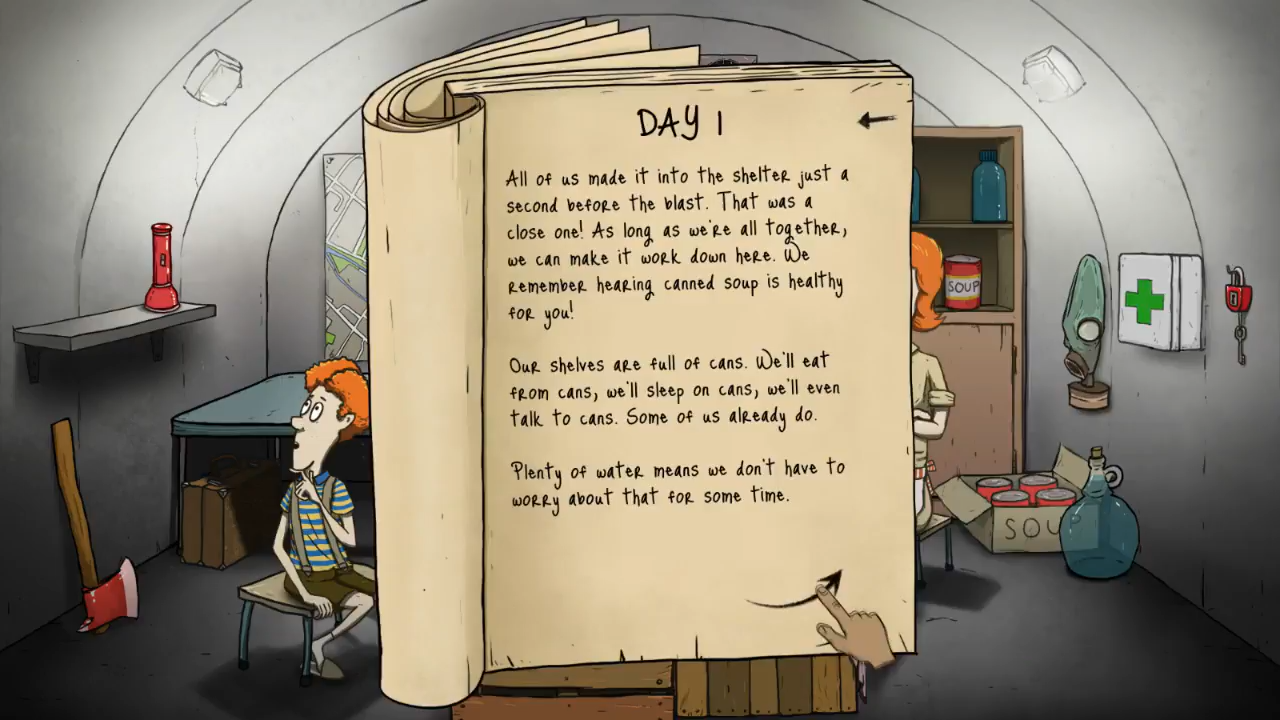 DAY 1
All of us made it into the shelter just a
second before the blast. That was a
close one! As long as we're all together,
we can make it work down here. We
remember hearing canned soup is healthy
for you!
Our shelves are full of cans. We'll eat
from cans, we'll sleep on cans, we'll even
talk to cans. Some of us already do.
Plenty of water means we don't have to
worry about that for some time.
SOUP
SOUP